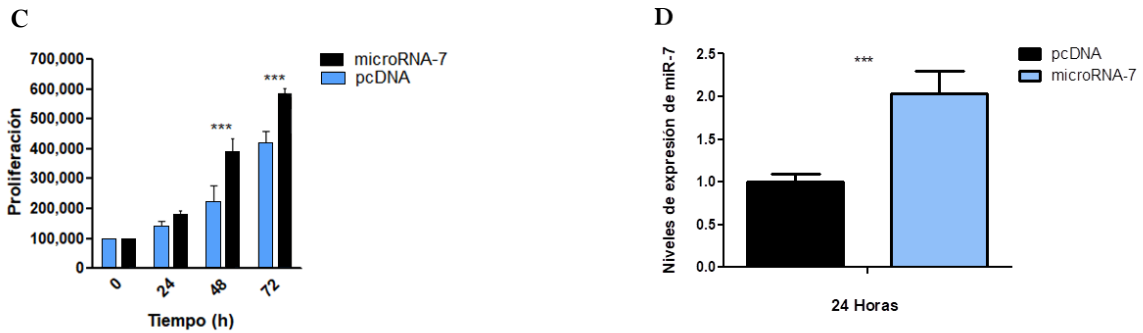 C
Proliferación
700,000
600,000
500,000
400,000
300,000
200,000
100,000
0
***
***
0
24
48
72
Tiempo (h)
microRNA-7
pcDNA
D
Niveles de expresión de miR-7
2.5
2.0
1.5
1.0
0.5
0.0
***
24 Horas
pcDNA
microRNA-7